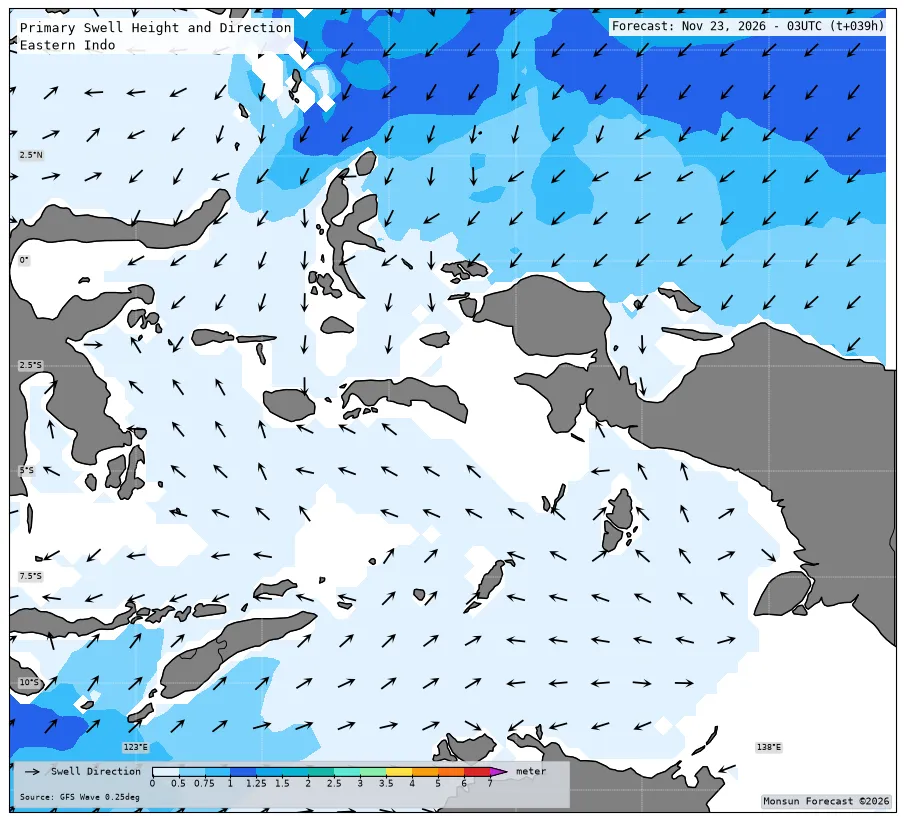 Primary Swell Height and Direction
Eastern Indo
Forecast: Nov 23, 2026 - 03UTC (t+039h)
2.5°N
0°
2.5°S
5°S
7.5°S
10°S
123°E
138°E
Swell Direction
meter
0 0.5 0.75 1 1.25 1.5 2 2.5 3 3.5 4 5 6 7
Source: GFS Wave 0.25deg
Monsun Forecast ©2026